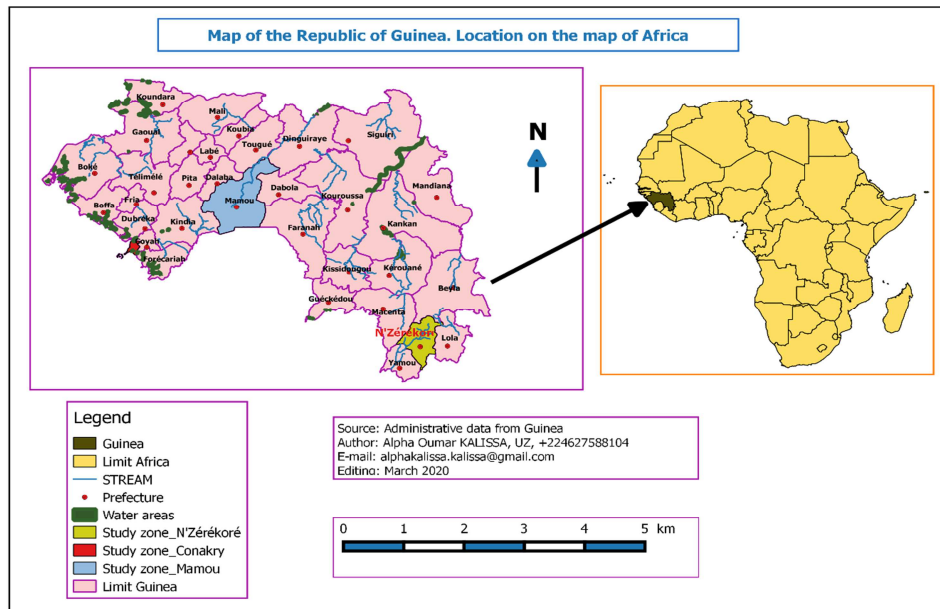 Map of the Republic of Guinea. Location on the map of Africa
Koundara
Mali
Gaoual
Koubia
Siguiri
Tougué
Dinguiraye
Labé
Boké
Télimélé
Pita
Dalaba
Mandiana
Dabola
Fria
Mamou
Kouroussa
Boffa
Dubréka
Kindia
Kankan
Faranah
Coyah
Forécariah
Kissidougou
Kérouané
Beyla
Guéckédou
Macenta
N'Zérékoré
Lola
Yamou
N
Legend
Guinea
Limit Africa
STREAM
Prefecture
Water areas
Study zone_N'Zérékoré
Study zone_Conakry
Study zone_Mamou
Limit Guinea
Source: Administrative data from Guinea
Author: Alpha Oumar KALISSA, UZ, +224627588104
E-mail: alphakalissa.kalissa@gmail.com
Editing: March 2020
0 1 2 3 4 5 km